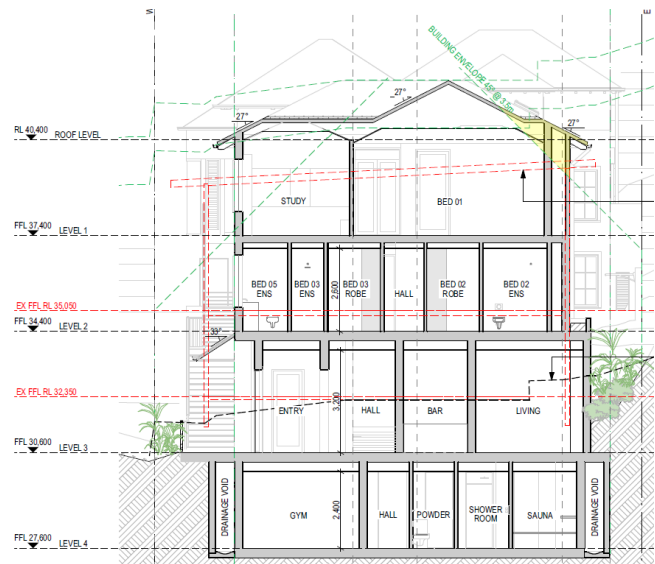 W
E
BUILDING ENVELOPE 45° @ 3.5m
27°
27°
27°
RL 40,400 ROOF LEVEL
STUDY
BED 01
FFL 37,400 LEVEL 1
BED 05 ENS
BED 03 ENS
BED 03 ROBE
2,600
HALL
BED 02 ROBE
BED 02 ENS
EX FFL RL 35,050
FFL 34,400 LEVEL 2
33°
EX FFL RL 32,350
ENTRY
3,200
HALL
BAR
LIVING
FFL 30,600 LEVEL 3
DRAINAGE VOID
GYM
2,400
HALL
POWDER
SHOWER ROOM
SAUNA
DRAINAGE VOID
FFL 27,600 LEVEL 4